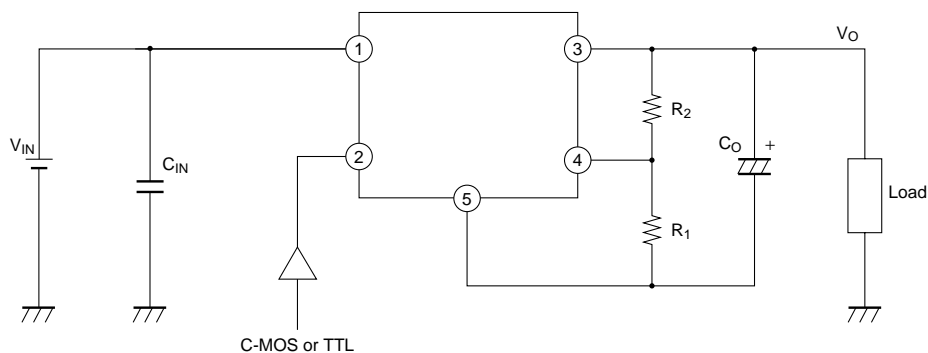 1
3
V_O
R_2
V_IN
C_IN
2
4
C_O
+
5
R_1
Load
C-MOS or TTL